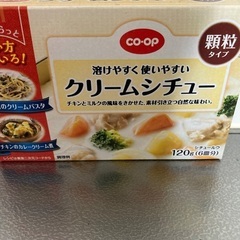 co・op
顆粒
タイプ
溶けやすく使いやすい
クリームシチュー
チキンとミルクの風味をきかせた、素材引き立つ自然な味わい。
120g(6皿分)
シチュールウ
調理例
のクリームパスタ
チキンのカレークリーム煮